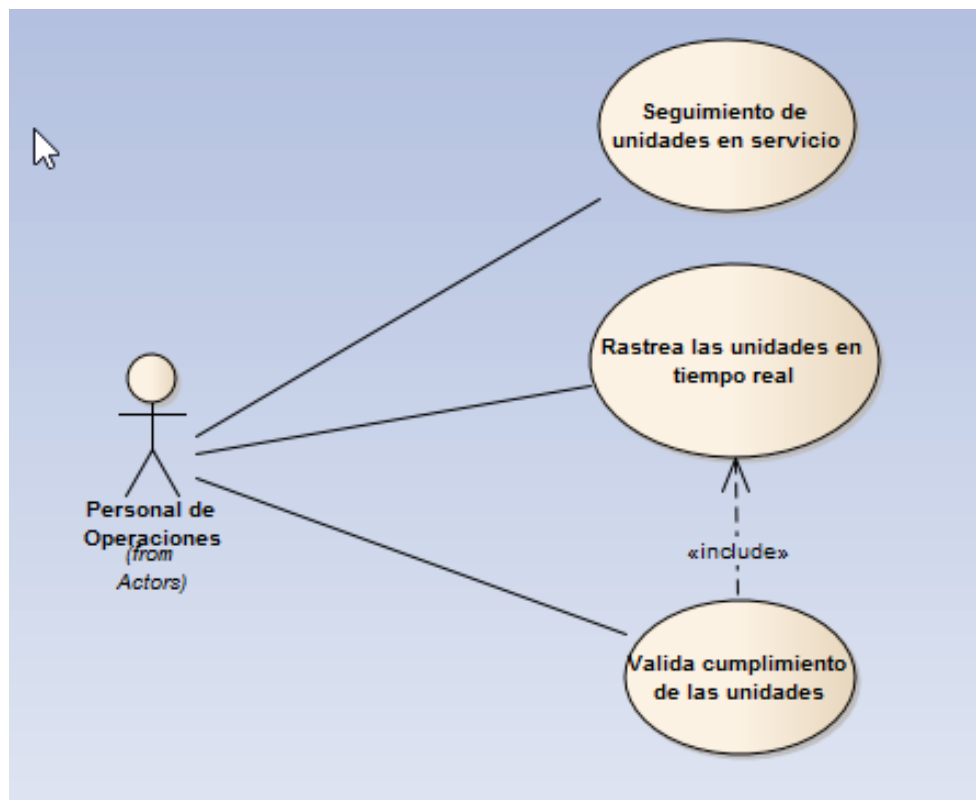 Seguimiento de
unidades en servicio
Rastrea las unidades en
tiempo real
Personal de
Operaciones
(from
Actors)
«include»
Valida cumplimiento
de las unidades